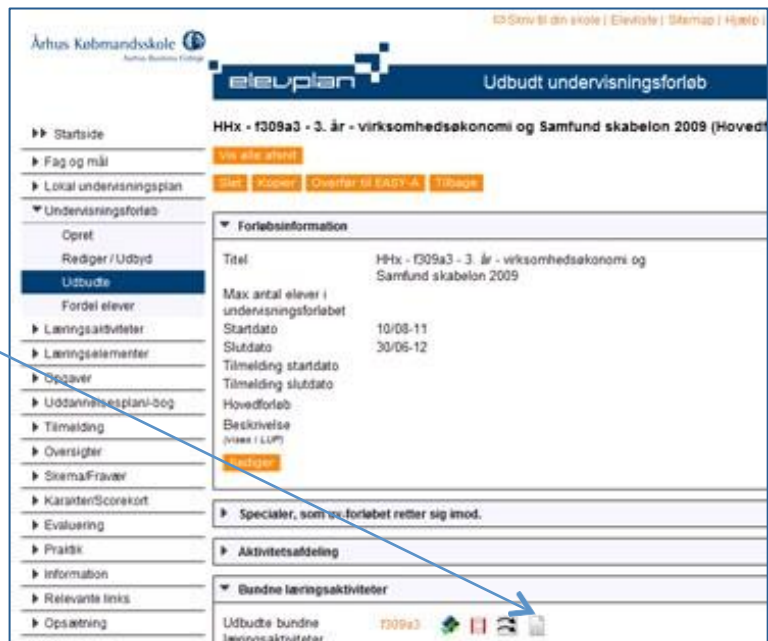 Skriv til din skole | Elevliste | Sitemap | Hjælp |
Århus Købmandsskole
Aarhus Business College
elevplan
Udbudt undervisningsforløb
Startside
Fag og mål
Lokal undervisningsplan
Undervisningsforløb
Opret
Rediger / Udbyd
Udbudte
Fordel elever
Læringsaktiviteter
Læringselementer
Opgaver
Uddannelsesplan/-bog
Tilmelding
Oversigter
Skema/Fravær
Karakter/Scorekort
Evaluering
Praktik
Information
Relevante links
Opsætning
HHx - f309a3 - 3. år - virksomhedsøkonomi og Samfund skabelon 2009 (Hovedf
Vis alle afsnit
Slet Kopier Overfør til EASY-A Tilbage
Forløbsinformation
Titel HHx - f309a3 - 3. år - virksomhedsøkonomi og
Samfund skabelon 2009
Max antal elever i
undervisningsforløbet
Startdato 10/08-11
Slutdato 30/06-12
Tilmelding startdato
Tilmelding slutdato
Hovedforløb
Beskrivelse
(vises i LUP)
Rediger
Specialer, som uv.forløbet retter sig imod.
Aktivitetsafdeling
Bundne læringsaktiviteter
Udbudte bundne f309a3
læringsaktiviteter